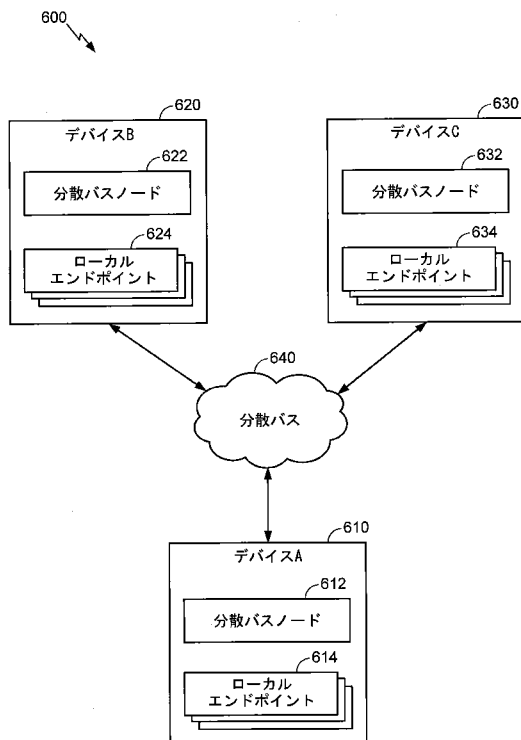 600
620
デバイスB
622
分散バスノード
624
ローカル
エンドポイント
630
デバイスC
632
分散バスノード
634
ローカル
エンドポイント
640
分散バス
610
デバイスA
612
分散バスノード
614
ローカル
エンドポイント